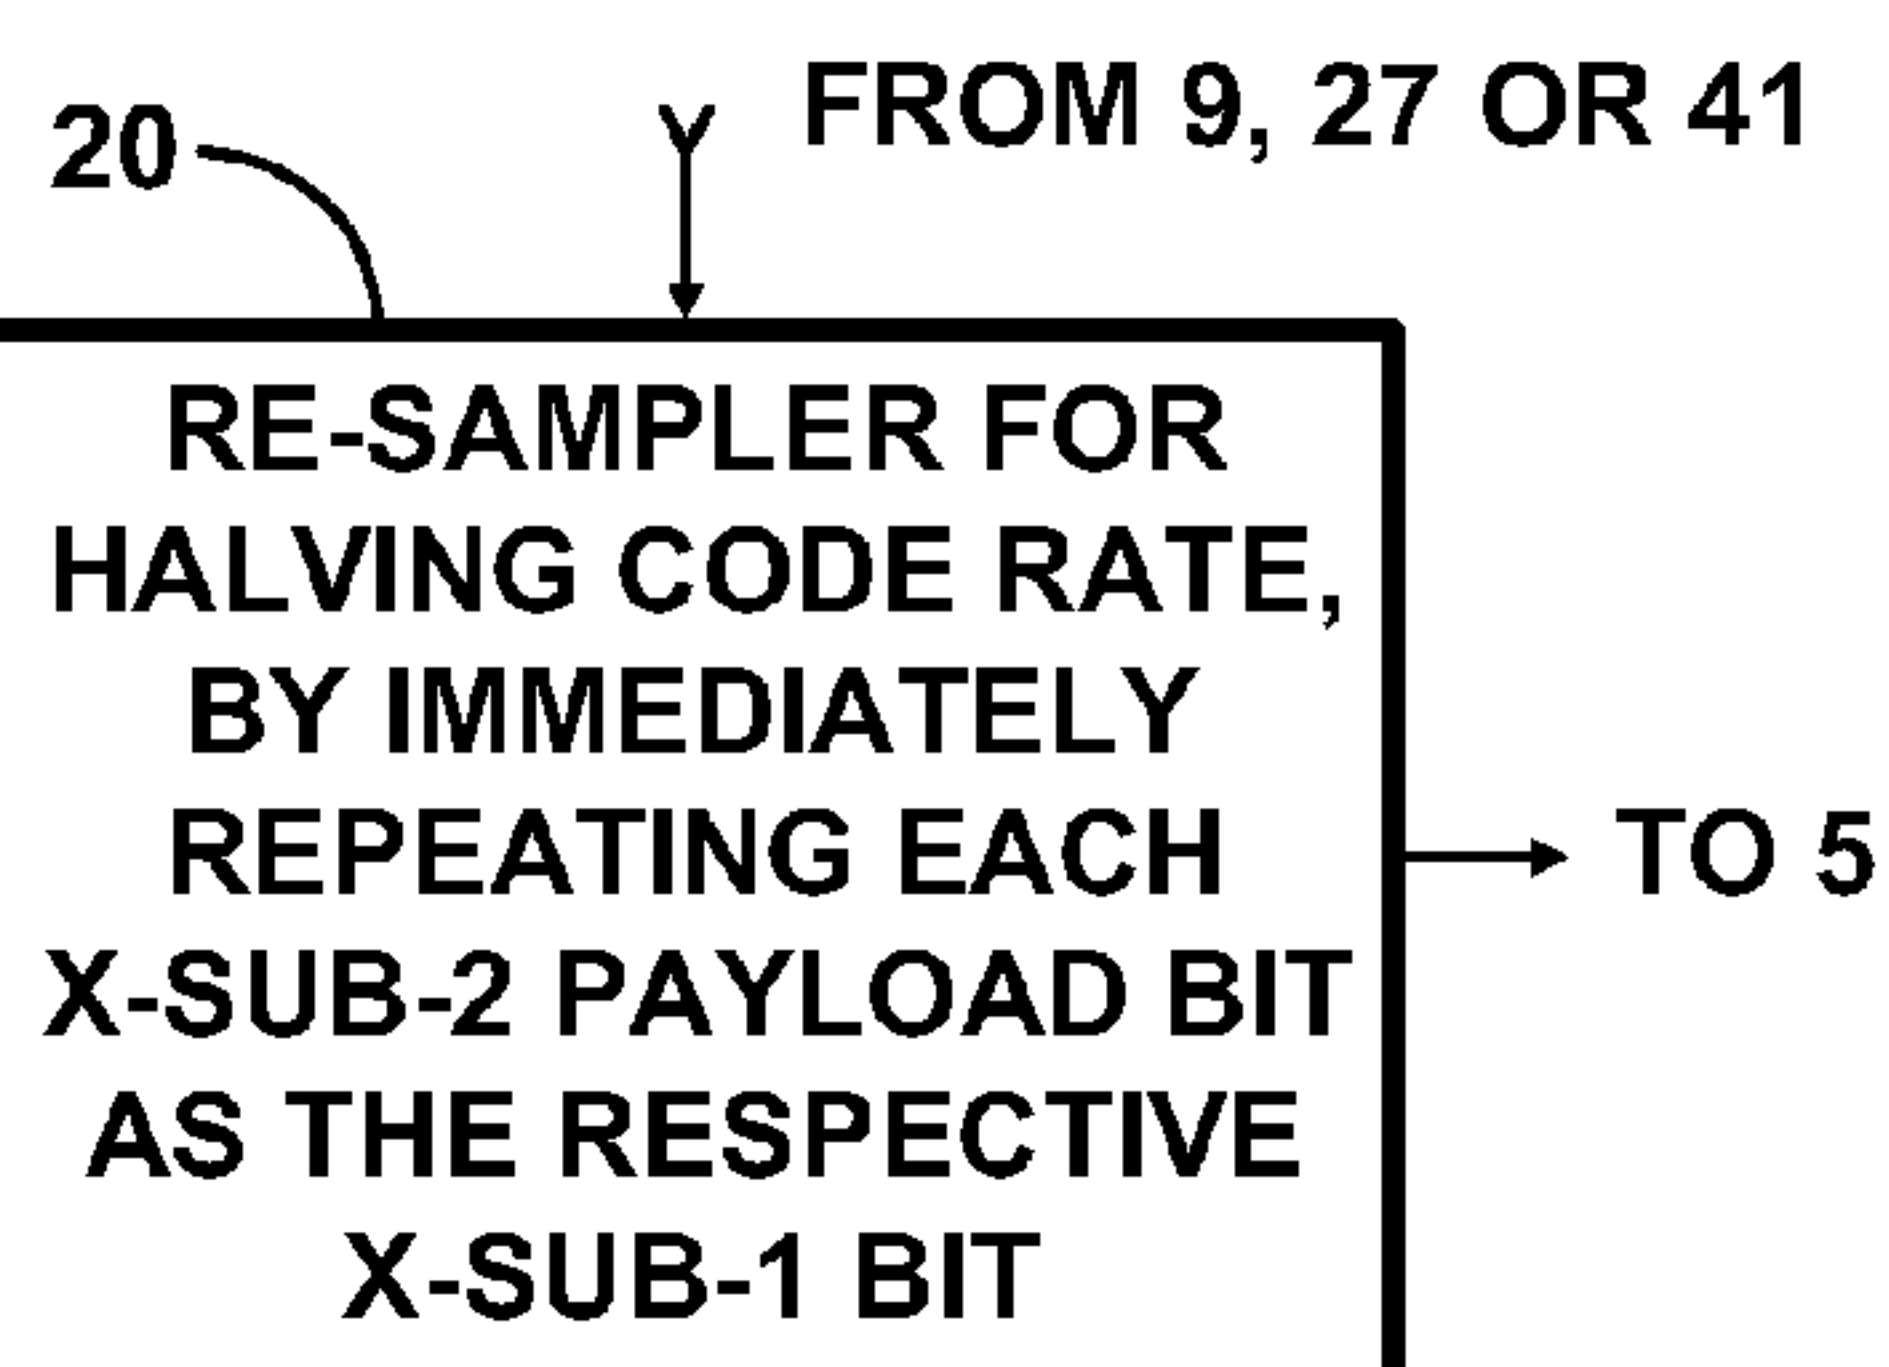 FROM 9, 27 OR 41
20
RE-SAMPLER FOR
HALVING CODE RATE,
BY IMMEDIATELY
REPEATING EACH
X-SUB-2 PAYLOAD BIT
AS THE RESPECTIVE
X-SUB-1 BIT
TO 5